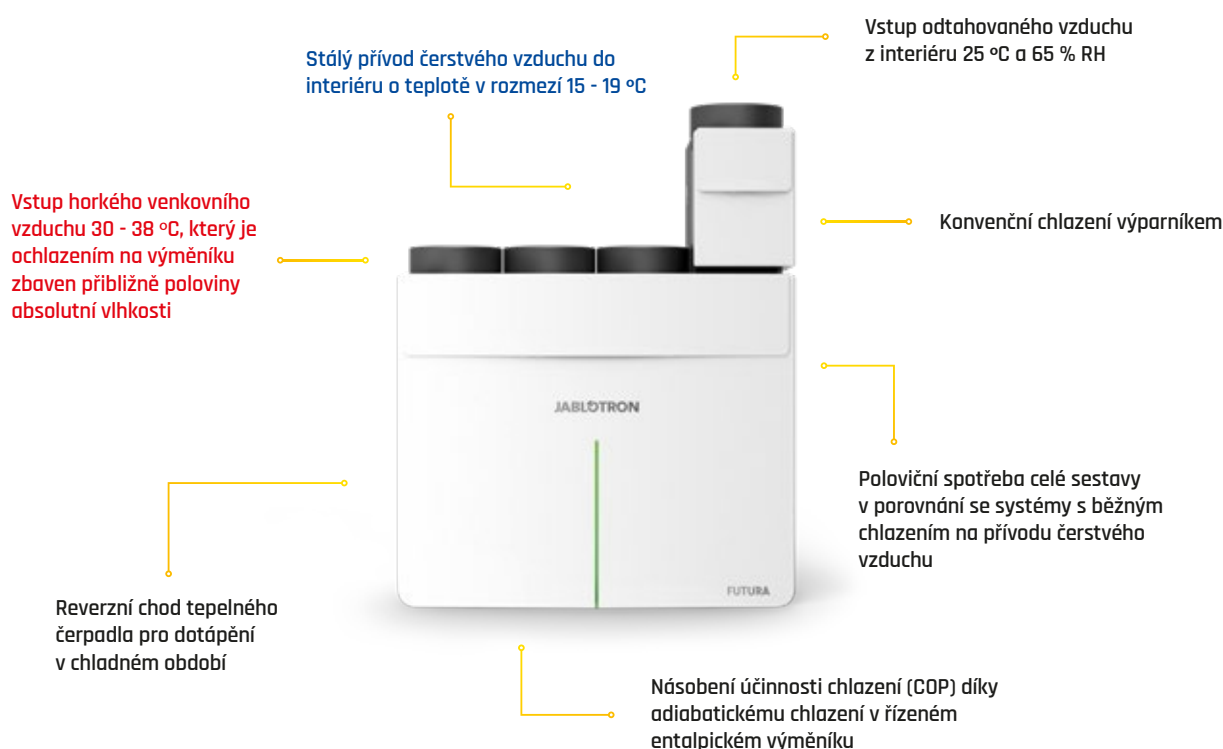 Vstup odtahovaného vzduchu
z interiéru 25 °C a 65 % RH
Stálý přívod čerstvého vzduchu do
interiéru o teplotě v rozmezí 15 - 19 °C
Vstup horkého venkovního
vzduchu 30 - 38 °C, který je
ochlazením na výměníku
zbaven přibližně poloviny
absolutní vlhkosti
Konvenční chlazení výparníkem
JABLOTRON
Poloviční spotřeba celé sestavy
v porovnání se systémy s běžným
chlazením na přívodu čerstvého
vzduchu
FUTURA
Reverzní chod tepelného
čerpadla pro dotápění
v chladném období
Násobení účinnosti chlazení (COP) díky
adiabatickému chlazení v řízeném
entalpickém výměníku